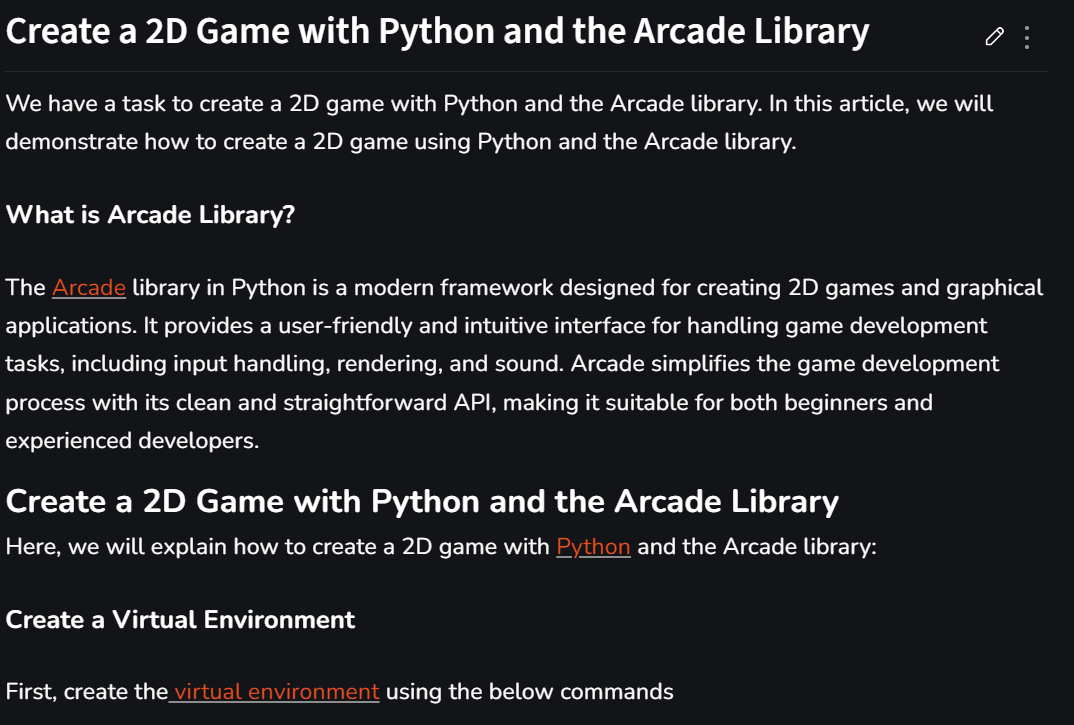 Create a 2D Game with Python and the Arcade Library
We have a task to create a 2D game with Python and the Arcade library. In this article, we will
demonstrate how to create a 2D game using Python and the Arcade library.
What is Arcade Library?
The Arcade library in Python is a modern framework designed for creating 2D games and graphical
applications. It provides a user-friendly and intuitive interface for handling game development
tasks, including input handling, rendering, and sound. Arcade simplifies the game development
process with its clean and straightforward API, making it suitable for both beginners and
experienced developers.
Create a 2D Game with Python and the Arcade Library
Here, we will explain how to create a 2D game with Python and the Arcade library:
Create a Virtual Environment
First, create the virtual environment using the below commands